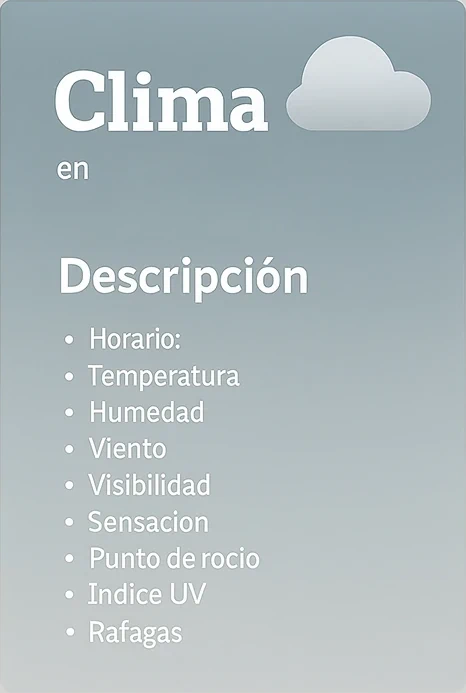 Clima
en
Descripción
• Horario:
• Temperatura
• Humedad
• Viento
• Visibilidad
• Sensacion
• Punto de rocio
• Indice UV
• Rafagas